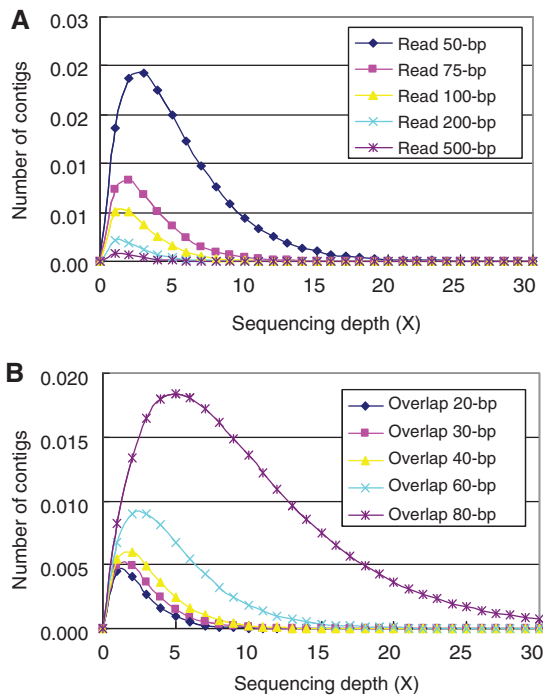 A
Number of contigs
0.03
0.02
0.02
0.01
0.01
0.00
Read 50-bp
Read 75-bp
Read 100-bp
Read 200-bp
Read 500-bp
0 5 10 15 20 25 30
Sequencing depth (X)
B
Number of contigs
0.020
0.015
0.010
0.005
0.000
Overlap 20-bp
Overlap 30-bp
Overlap 40-bp
Overlap 60-bp
Overlap 80-bp
0 5 10 15 20 25 30
Sequencing depth (X)